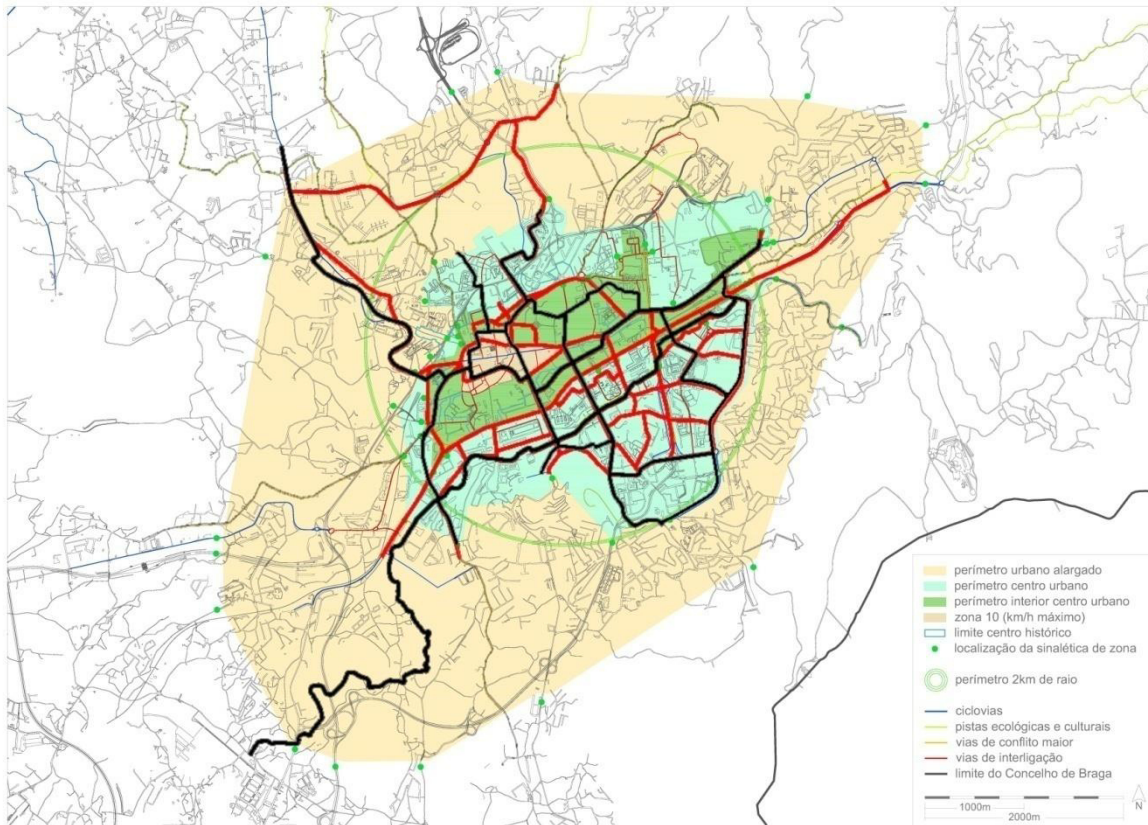 perímetro urbano alargado
perímetro centro urbano
perímetro interior centro urbano
zona 10 (km/h máximo)
limite centro histórico
localização da sinalética de zona
perímetro 2km de raio
ciclovias
pistas ecológicas e culturais
vias de conflito maior
vias de interligação
limite do Concelho de Braga
1000m
2000m
N